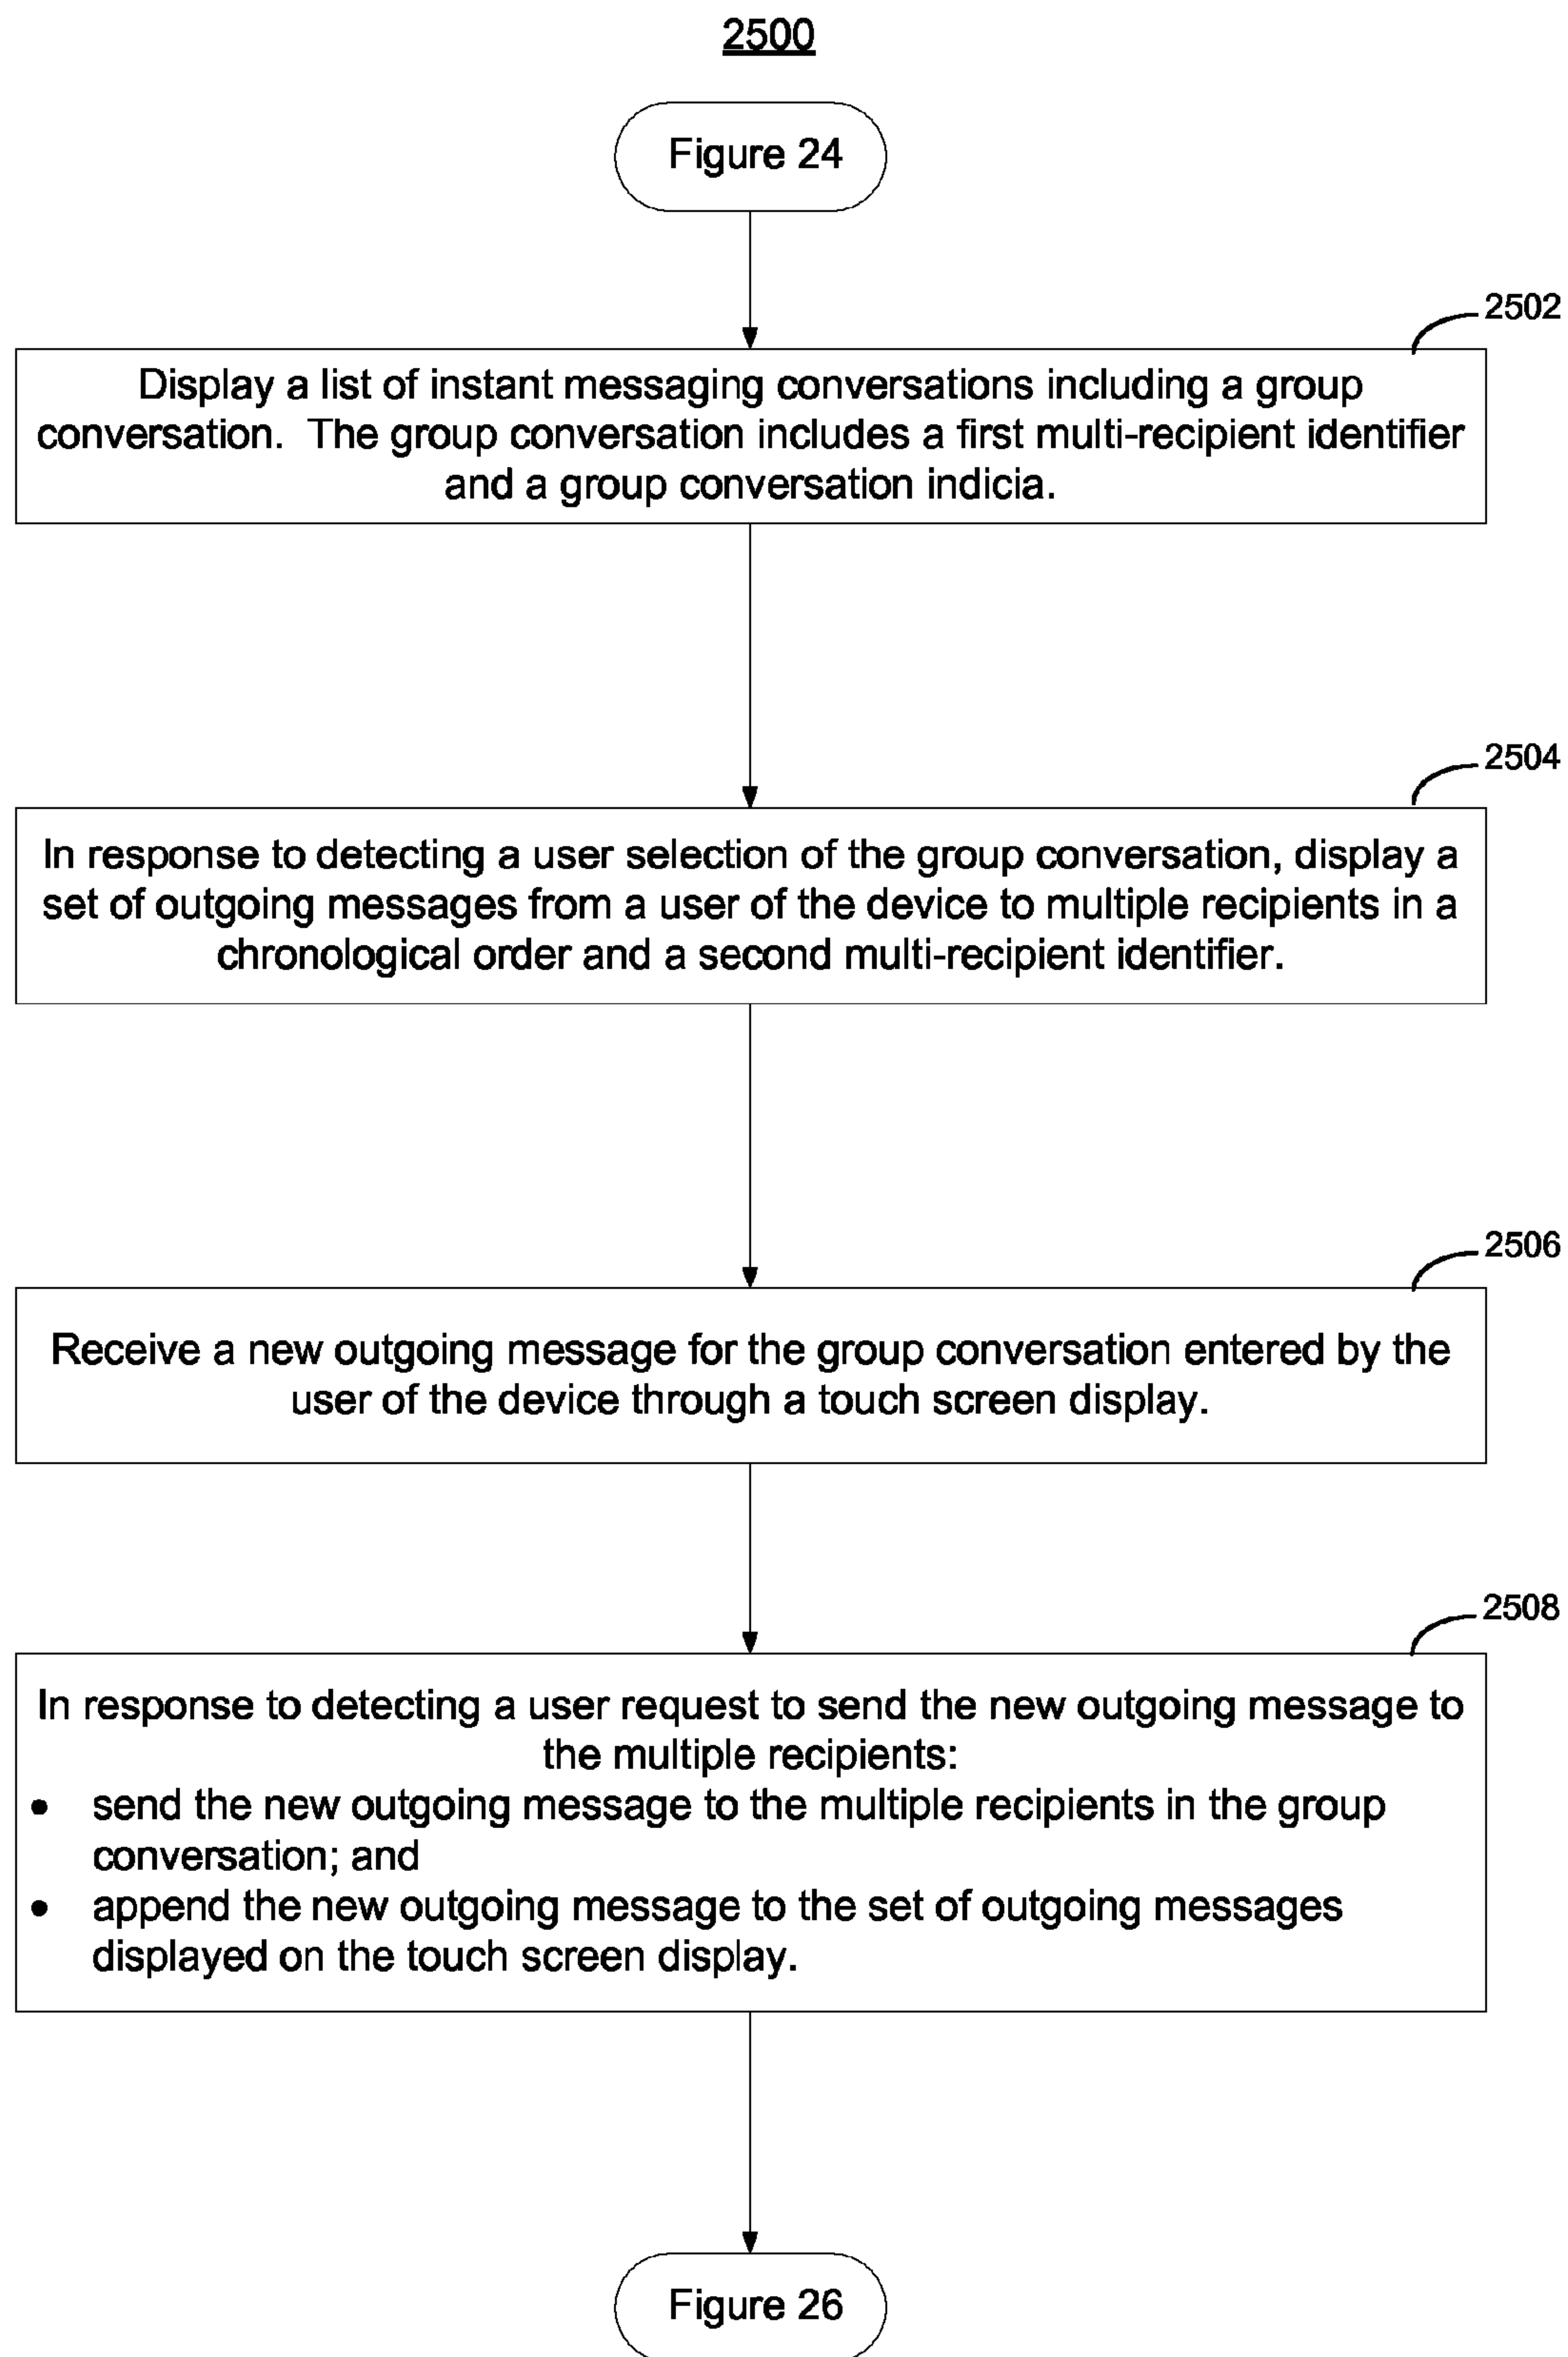 2500
Figure 24
2502
Display a list of instant messaging conversations including a group
conversation.  The group conversation includes a first multi-recipient identifier
and a group conversation indicia.
2504
In response to detecting a user selection of the group conversation, display a
set of outgoing messages from a user of the device to multiple recipients in a
chronological order and a second multi-recipient identifier.
2506
Receive a new outgoing message for the group conversation entered by the
user of the device through a touch screen display.
2508
In response to detecting a user request to send the new outgoing message to
the multiple recipients:
• send the new outgoing message to the multiple recipients in the group
conversation; and
• append the new outgoing message to the set of outgoing messages
displayed on the touch screen display.
Figure 26